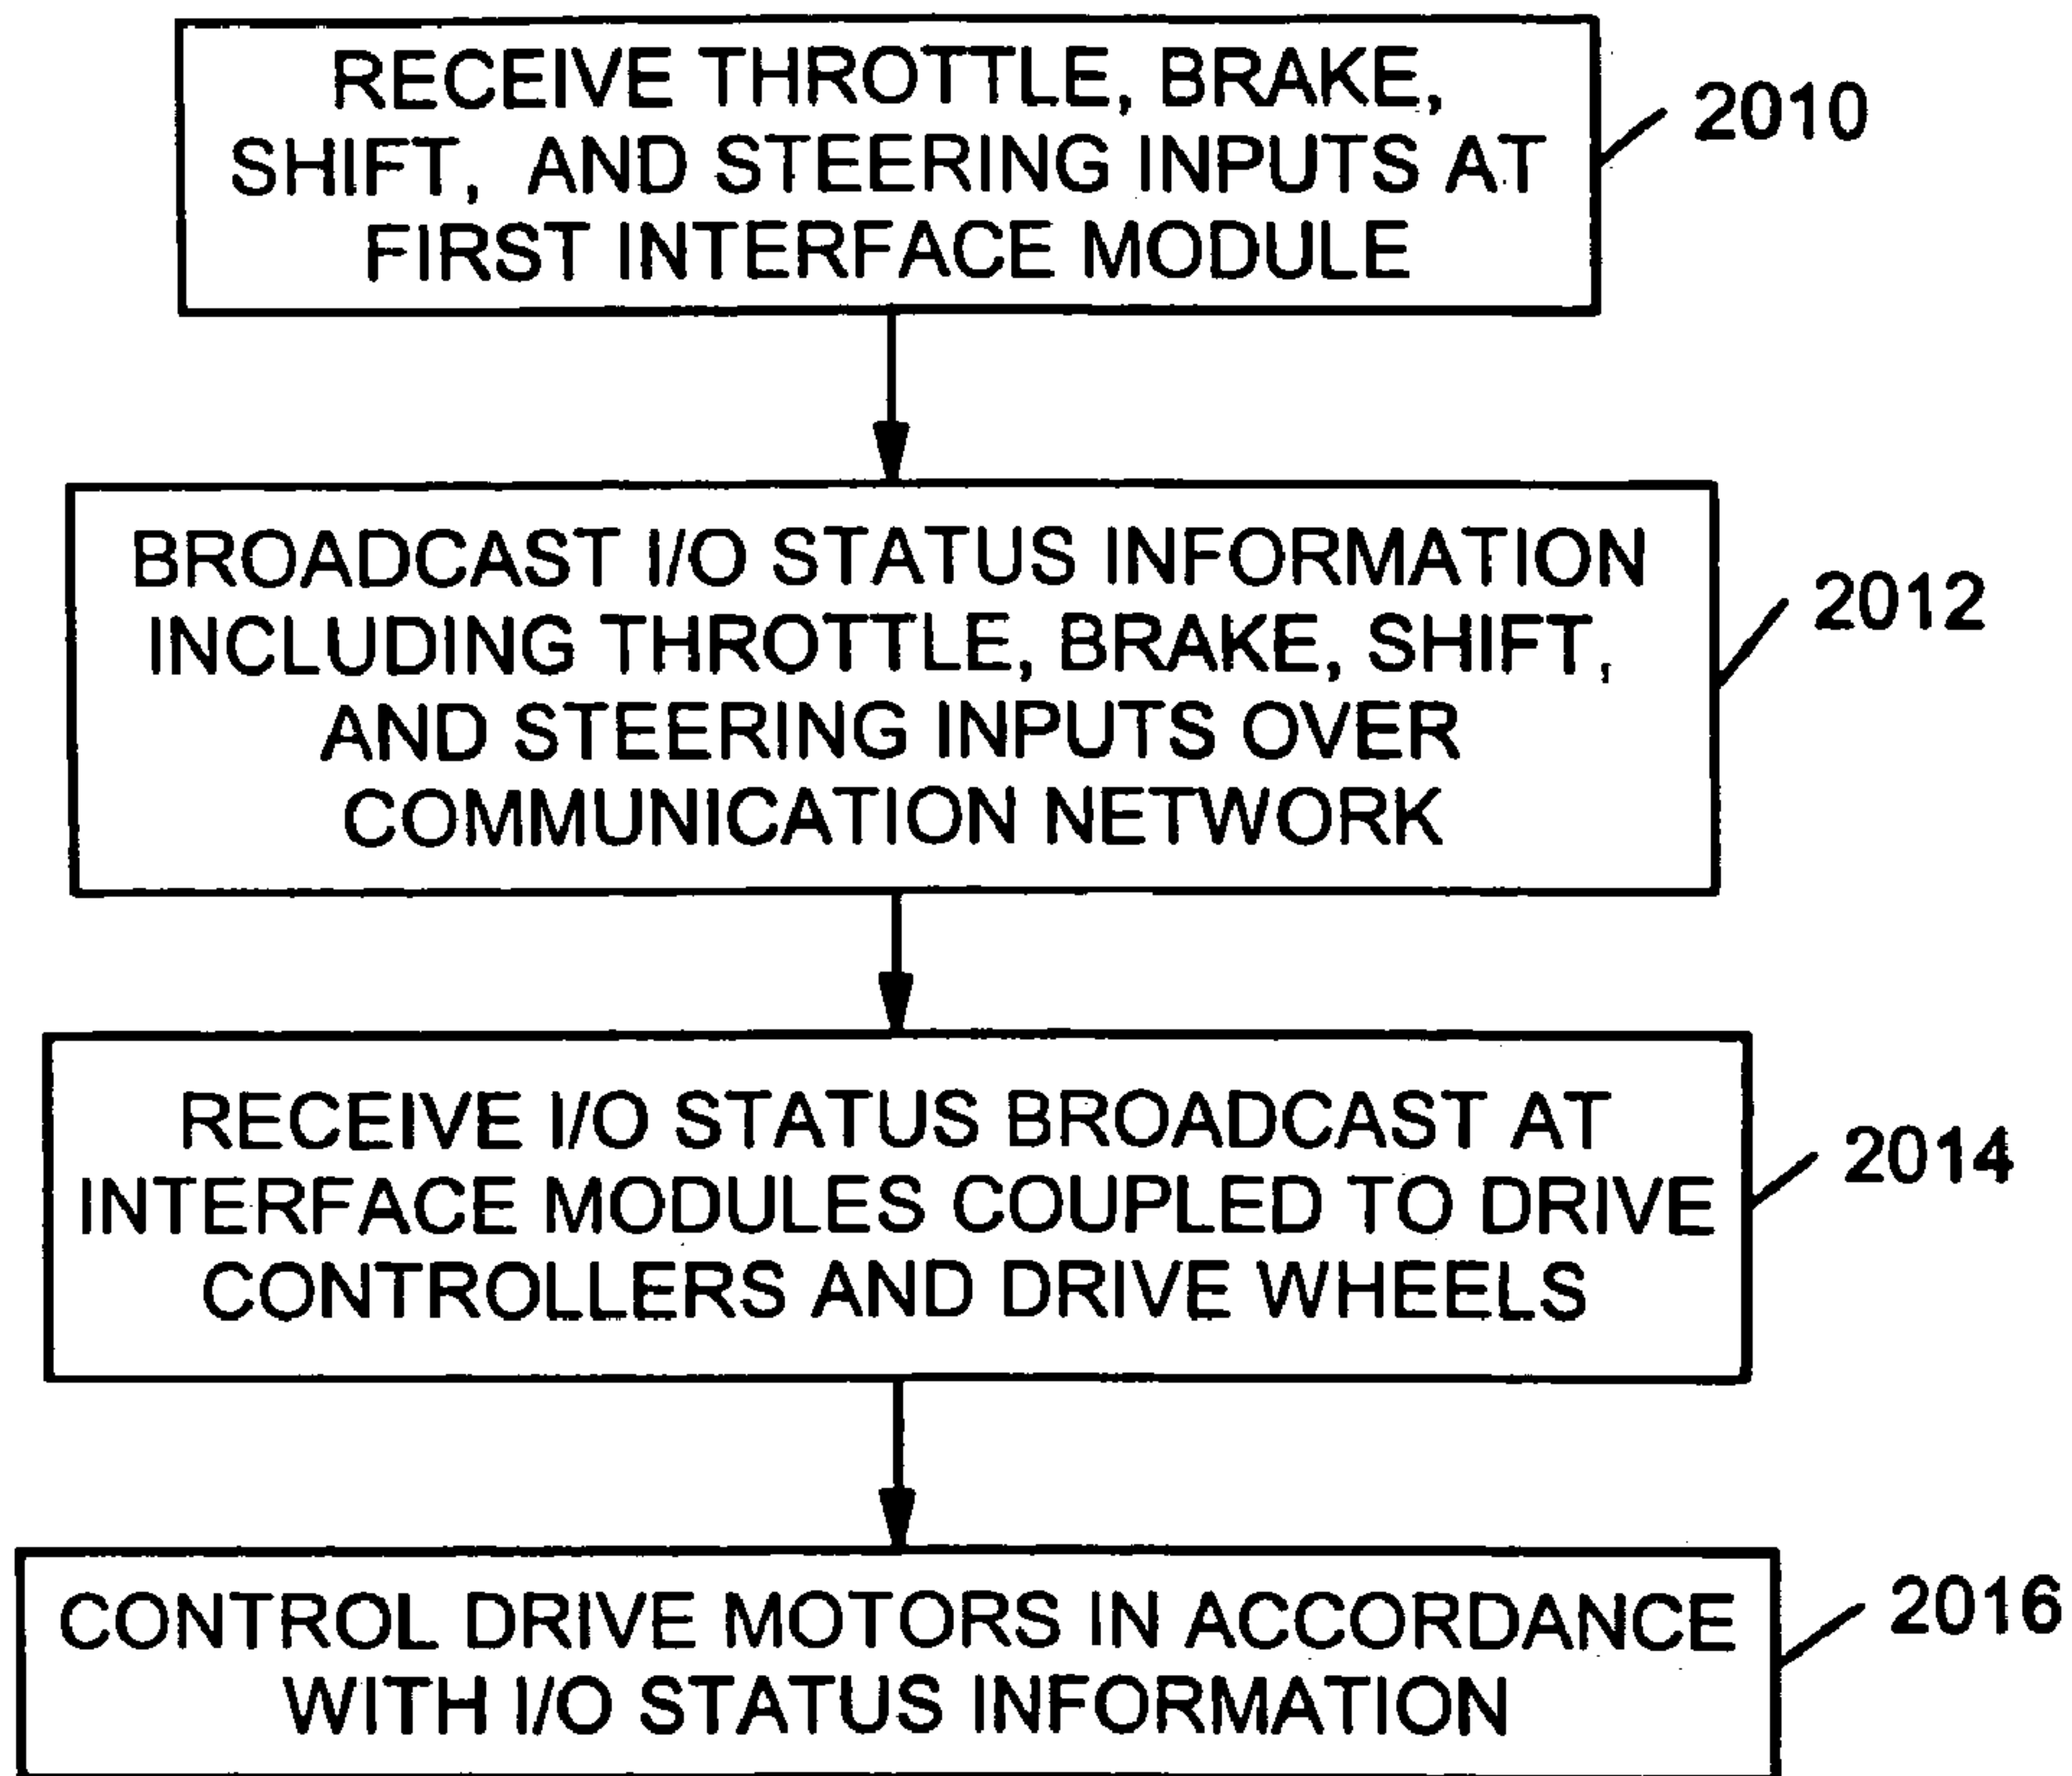 RECEIVE THROTTLE, BRAKE,
SHIFT, AND STEERING INPUTS AT
FIRST INTERFACE MODULE
2010
BROADCAST I/O STATUS INFORMATION
INCLUDING THROTTLE, BRAKE, SHIFT,
AND STEERING INPUTS OVER
COMMUNICATION NETWORK
2012
RECEIVE I/O STATUS BROADCAST AT
INTERFACE MODULES COUPLED TO DRIVE
CONTROLLERS AND DRIVE WHEELS
2014
CONTROL DRIVE MOTORS IN ACCORDANCE
WITH I/O STATUS INFORMATION
2016